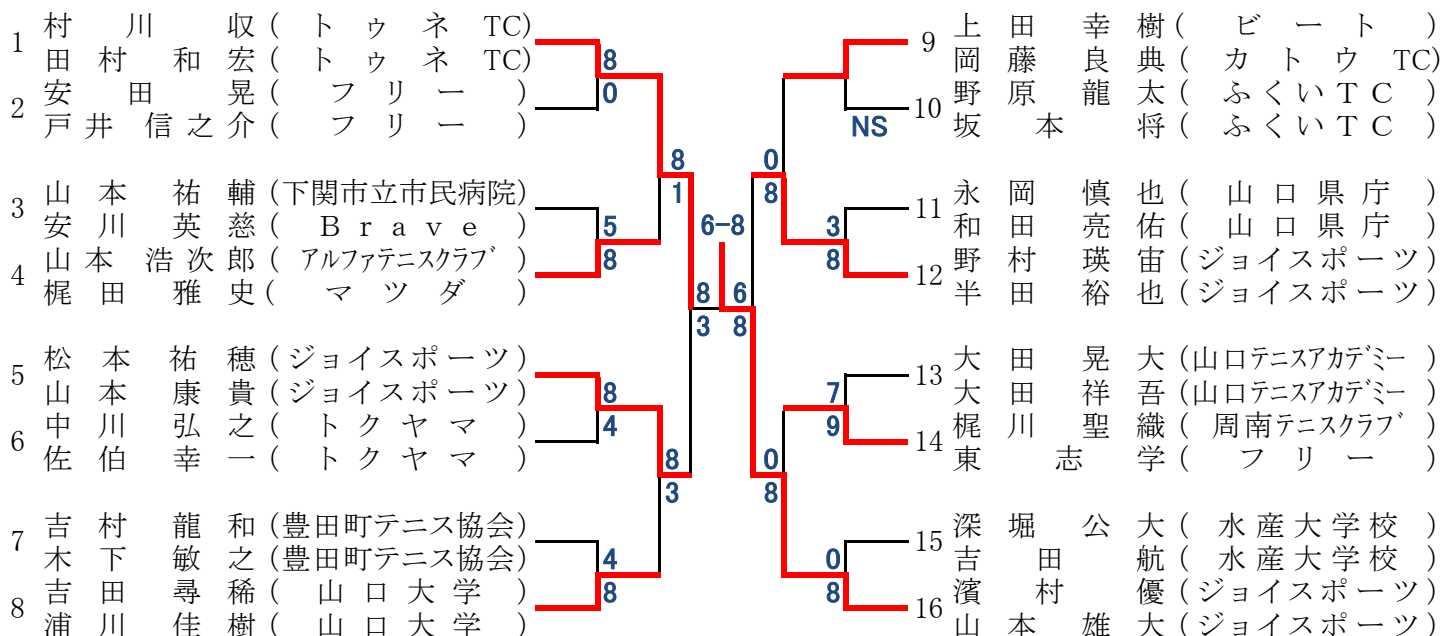 1 村川収(トゥネTC)
田村和宏(トゥネTC)
2 安田晃(フリー)
戸井信之介(フリー)
3 山本祐輔(下関市立市民病院)
安川英慈(Brave)
4 山本浩次郎(アルファテニスクラブ)
梶田雅史(マツダ)
5 松本祐穂(ジョイスポーツ)
山本康貴(ジョイスポーツ)
6 中川弘之(トクヤマ)
佐伯幸一(トクヤマ)
7 吉村龍和(豊田町テニス協会)
木下敏之(豊田町テニス協会)
8 吉田尋稀(山口大学)
浦川佳樹(山口大学)
8
0
5
8
8
4
4
8
8
1
8
3
8
3
6-8
6
8
0
8
0
8
NS
3
8
7
9
0
8
9 上田幸樹(ビート)
岡藤良典(カトウTC)
10 野原龍太(ふくいTC)
坂本将(ふくいTC)
11 永岡慎也(山口県庁)
和田亮佑(山口県庁)
12 野村瑛宙(ジョイスポーツ)
半田裕也(ジョイスポーツ)
13 大田晃大(山口テニスアカデミー)
大田祥吾(山口テニスアカデミー)
14 梶川聖織(周南テニスクラブ)
東志学(フリー)
15 深堀公大(水産大学校)
吉田航(水産大学校)
16 濱村優(ジョイスポーツ)
山本雄大(ジョイスポーツ)